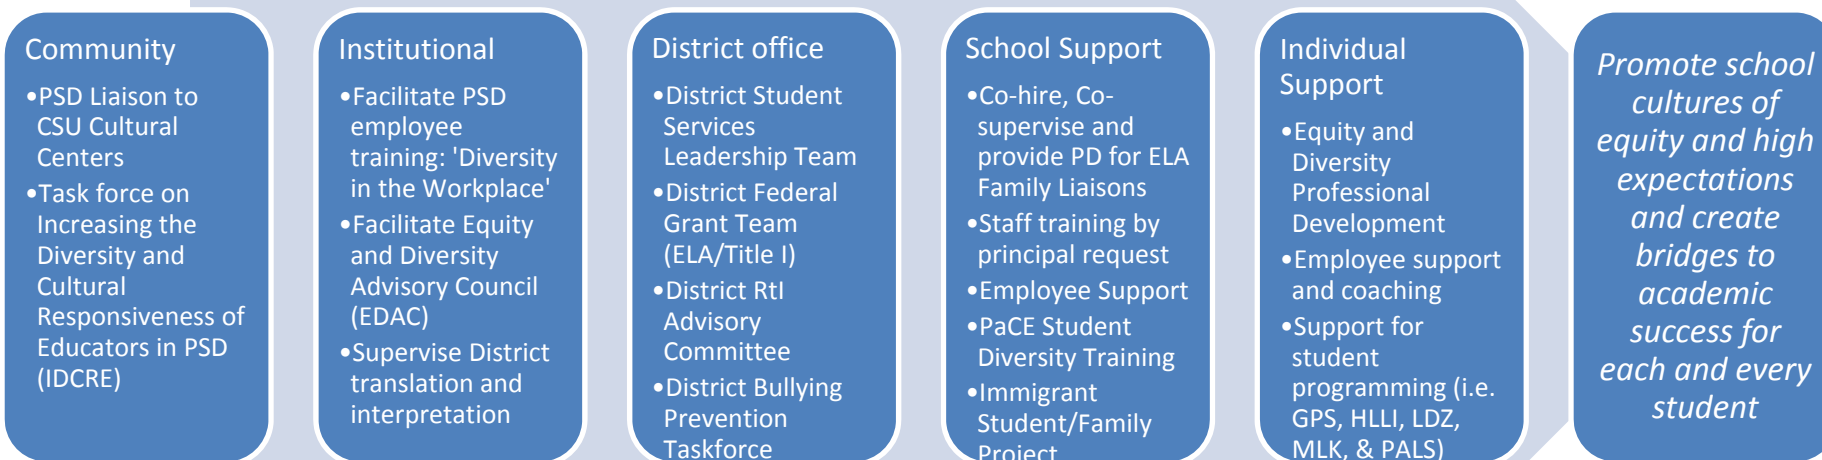 Community
•PSD Liaison to
CSU Cultural
Centers
•Task force on
Increasing the
Diversity and
Cultural
Responsiveness of
Educators in PSD
(IDCRE)
Institutional
•Facilitate PSD
employee
training: 'Diversity
in the Workplace'
•Facilitate Equity
and Diversity
Advisory Council
(EDAC)
•Supervise District
translation and
interpretation
District office
•District Student
Services
Leadership Team
•District Federal
Grant Team
(ELA/Title I)
•District RtI
Advisory
Committee
•District Bullying
Prevention
Taskforce
School Support
•Co-hire, Co-
supervise and
provide PD for ELA
Family Liaisons
•Staff training by
principal request
•Employee Support
•PaCE Student
Diversity Training
•Immigrant
Student/Family
Project
Individual
Support
•Equity and
Diversity
Professional
Development
•Employee support
and coaching
•Support for
student
programming (i.e.
GPS, HLLI, LDZ,
MLK, & PALS)
Promote school
cultures of
equity and high
expectations
and create
bridges to
academic
success for
each and every
student